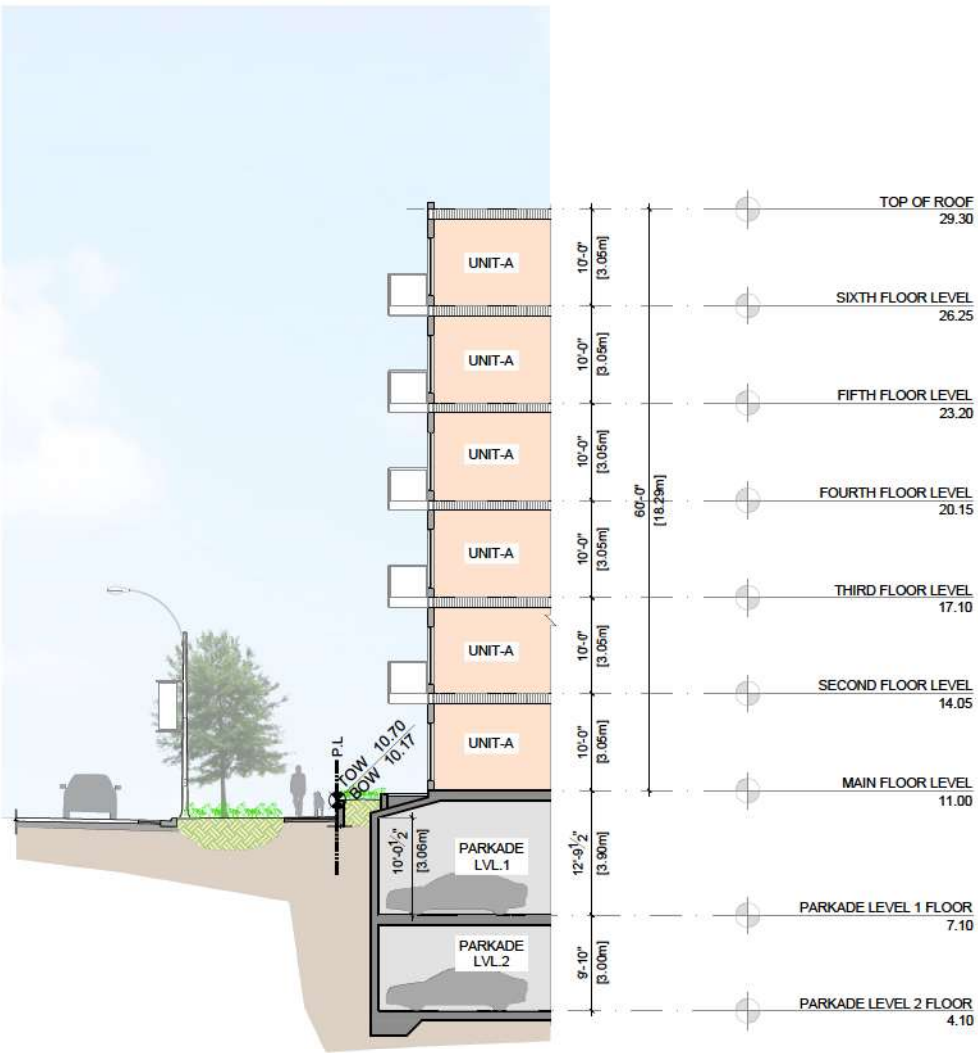 TOP OF ROOF
29.30
10'-0"
[3.05m]
UNIT-A
SIXTH FLOOR LEVEL
26.25
10'-0"
[3.05m]
UNIT-A
FIFTH FLOOR LEVEL
23.20
10'-0"
[3.05m]
UNIT-A
60'-0"
[18.29m]
FOURTH FLOOR LEVEL
20.15
10'-0"
[3.05m]
UNIT-A
THIRD FLOOR LEVEL
17.10
10'-0"
[3.05m]
UNIT-A
SECOND FLOOR LEVEL
14.05
10'-0"
[3.05m]
UNIT-A
P.L
TOW 10.70
BOW 10.17
MAIN FLOOR LEVEL
11.00
10'-0½"
[3.06m]
PARKADE
LVL.1
12'-9½"
[3.90m]
PARKADE LEVEL 1 FLOOR
7.10
PARKADE
LVL.2
9'-10"
[3.00m]
PARKADE LEVEL 2 FLOOR
4.10